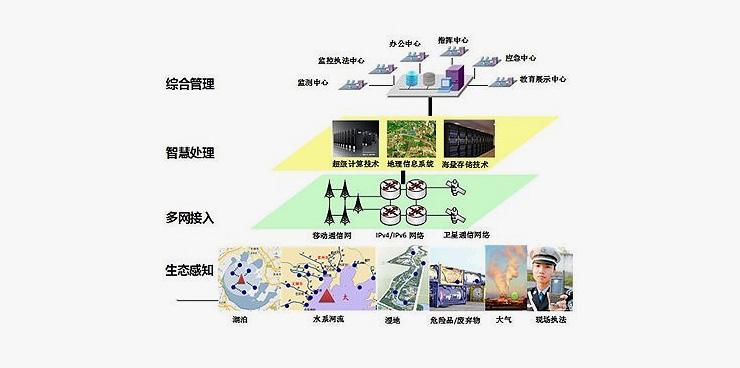 指挥中心
办公中心
监控执法中心
应急中心
综合管理
监测中心
教育展示中心
智慧处理
超级计算技术
地理信息系统
海量存储技术
多网接入
移动通信网
IPv4/IPv6 网络
卫星通信网络
生态感知
太
湖泊
水系河流
湿地
危险品/废弃物
大气
现场执法